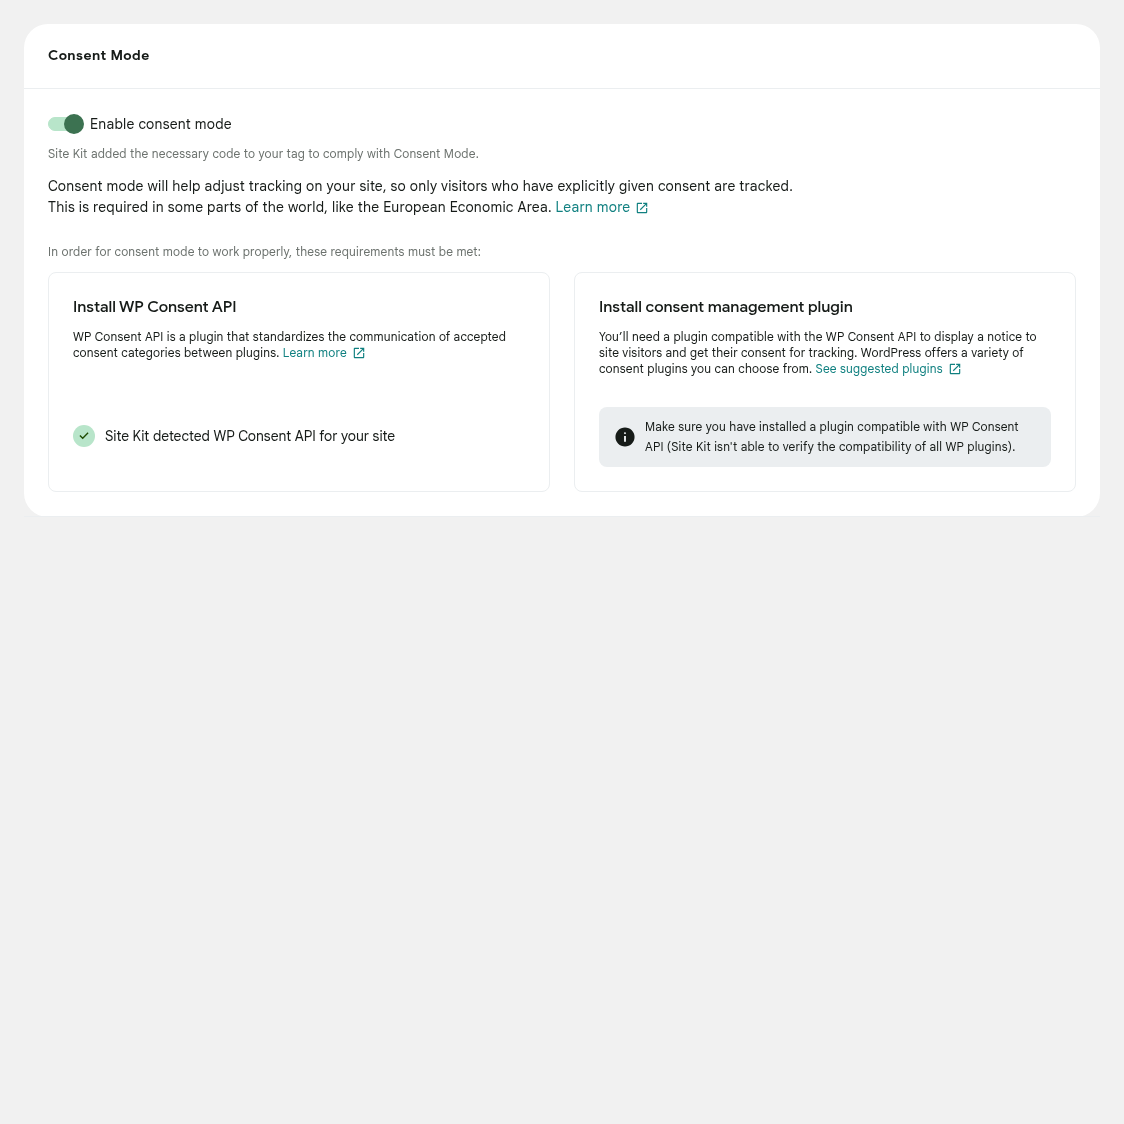 Consent Mode
Enable consent mode
Site Kit added the necessary code to your tag to comply with Consent Mode.
Consent mode will help adjust tracking on your site, so only visitors who have explicitly given consent are tracked.
This is required in some parts of the world, like the European Economic Area. Learn more
In order for consent mode to work properly, these requirements must be met:
Install WP Consent API
WP Consent API is a plugin that standardizes the communication of accepted
consent categories between plugins. Learn more
Site Kit detected WP Consent API for your site
Install consent management plugin
You’ll need a plugin compatible with the WP Consent API to display a notice to
site visitors and get their consent for tracking. WordPress offers a variety of
consent plugins you can choose from. See suggested plugins
Make sure you have installed a plugin compatible with WP Consent
API (Site Kit isn't able to verify the compatibility of all WP plugins).